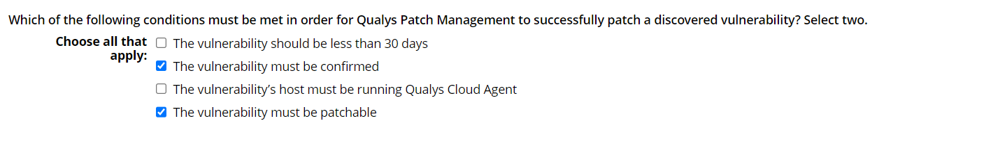 Which of the following conditions must be met in order for Qualys Patch Management to successfully patch a discovered vulnerability? Select two.
Choose all that apply:
The vulnerability should be less than 30 days
The vulnerability must be confirmed
The vulnerability’s host must be running Qualys Cloud Agent
The vulnerability must be patchable